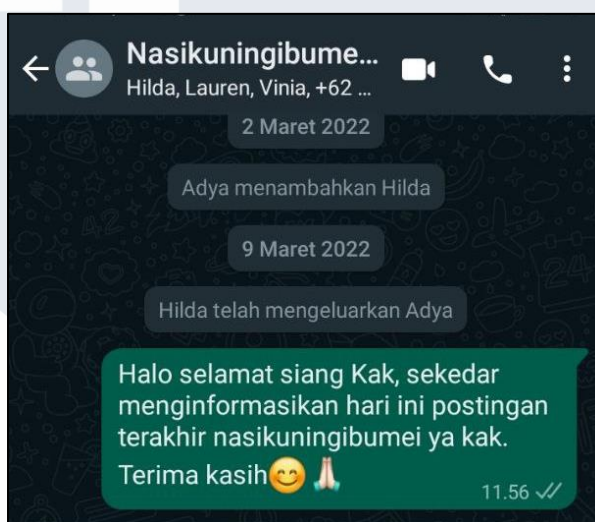 Nasikuningibume...
Hilda, Lauren, Vinia, +62 ...
2 Maret 2022
Adya menambahkan Hilda
9 Maret 2022
Hilda telah mengeluarkan Adya
Halo selamat siang Kak, sekedar
menginformasikan hari ini postingan
terakhir nasikuningibumei ya kak.
Terima kasih😊🙏🏻
11.56